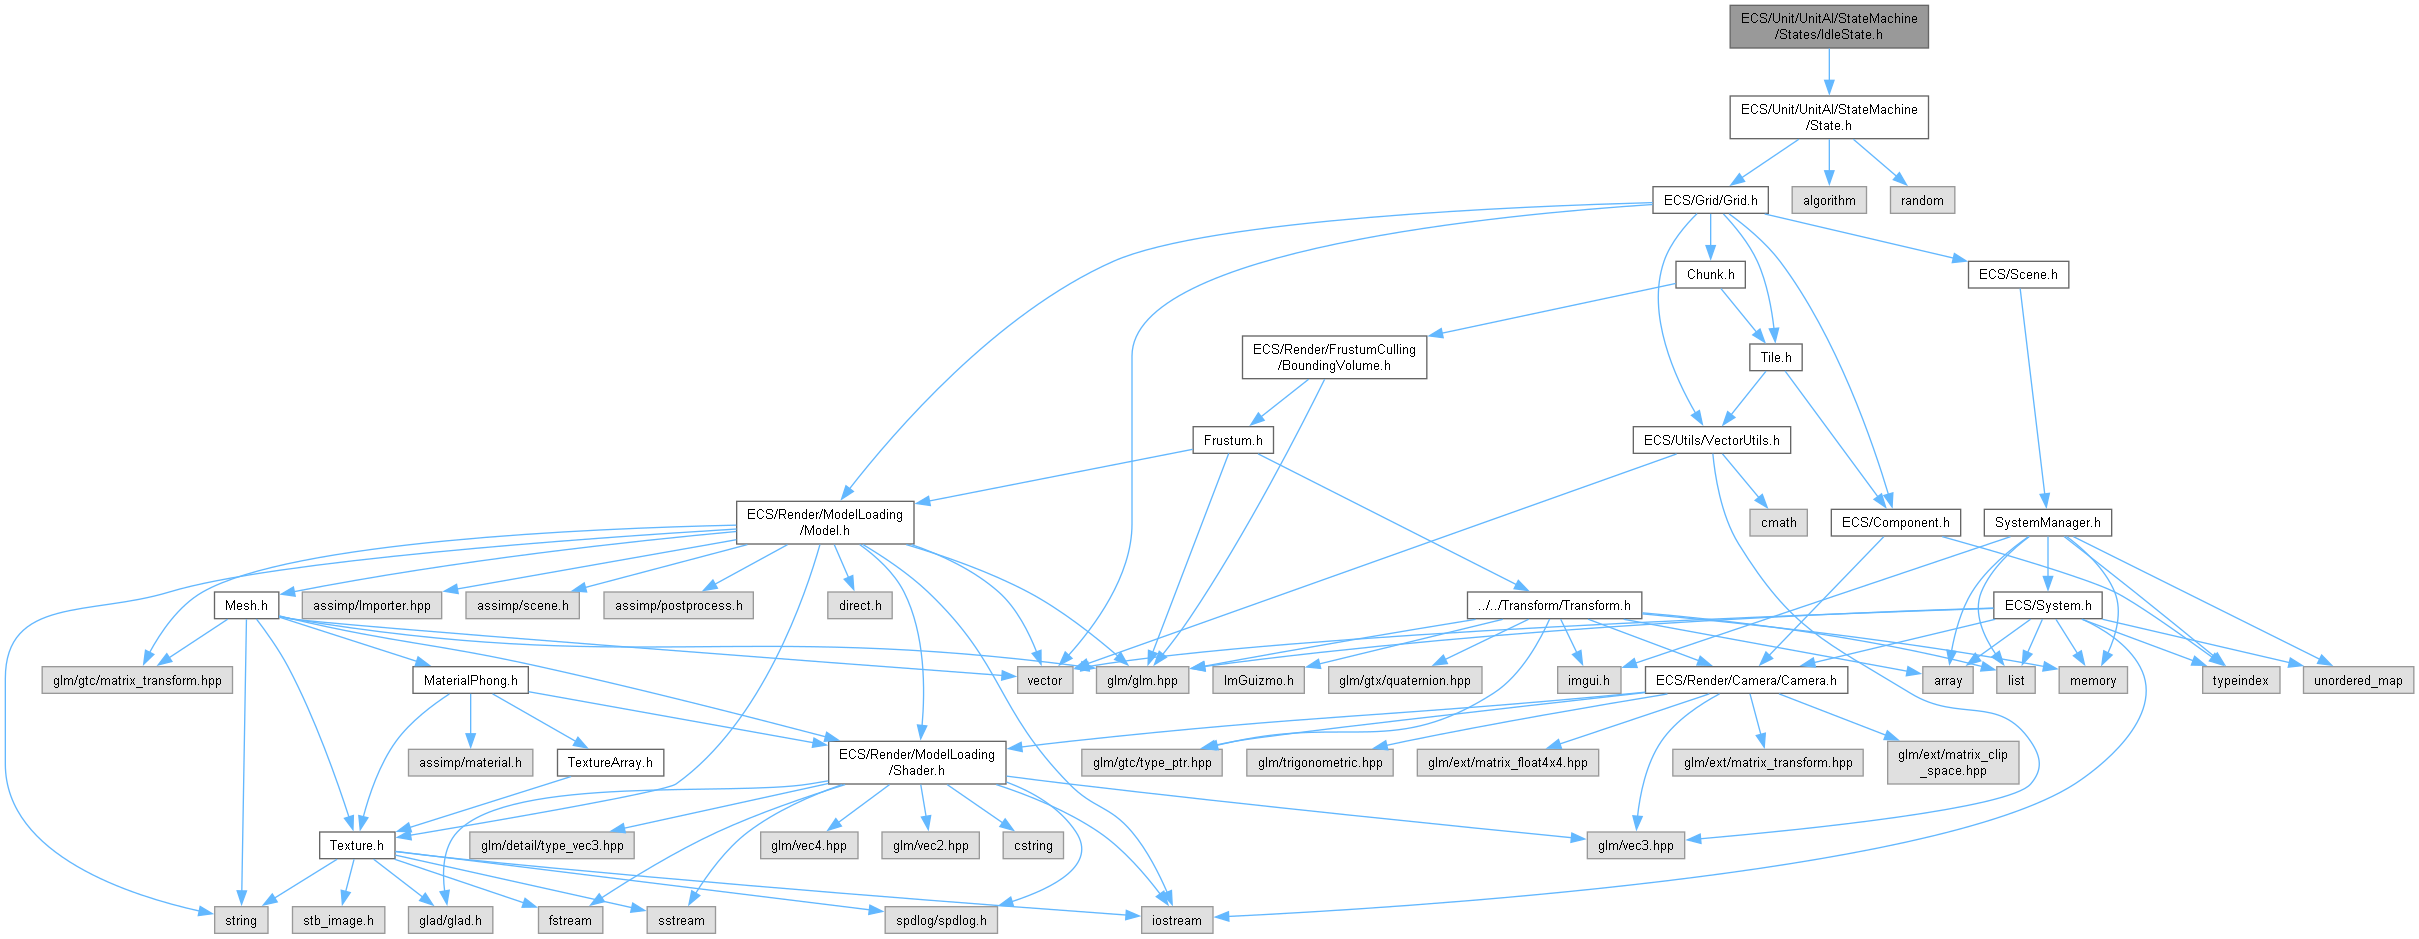 ECS/Unit/UnitAI/StateMachine
/States/IdleState.h
ECS/Unit/UnitAI/StateMachine
/State.h
ECS/Grid/Grid.h
algorithm
random
Chunk.h
ECS/Scene.h
ECS/Render/FrustumCulling
/BoundingVolume.h
Tile.h
Frustum.h
ECS/Utils/VectorUtils.h
ECS/Render/ModelLoading
/Model.h
cmath
ECS/Component.h
SystemManager.h
Mesh.h
assimp/Importer.hpp
assimp/scene.h
assimp/postprocess.h
direct.h
../../Transform/Transform.h
ECS/System.h
glm/gtc/matrix_transform.hpp
MaterialPhong.h
vector
glm/glm.hpp
ImGuizmo.h
glm/gtx/quaternion.hpp
imgui.h
ECS/Render/Camera/Camera.h
array
list
memory
typeindex
unordered_map
assimp/material.h
TextureArray.h
ECS/Render/ModelLoading
/Shader.h
glm/gtc/type_ptr.hpp
glm/trigonometric.hpp
glm/ext/matrix_float4x4.hpp
glm/ext/matrix_transform.hpp
glm/ext/matrix_clip
_space.hpp
Texture.h
glm/detail/type_vec3.hpp
glm/vec4.hpp
glm/vec2.hpp
cstring
glm/vec3.hpp
string
stb_image.h
glad/glad.h
fstream
sstream
spdlog/spdlog.h
iostream